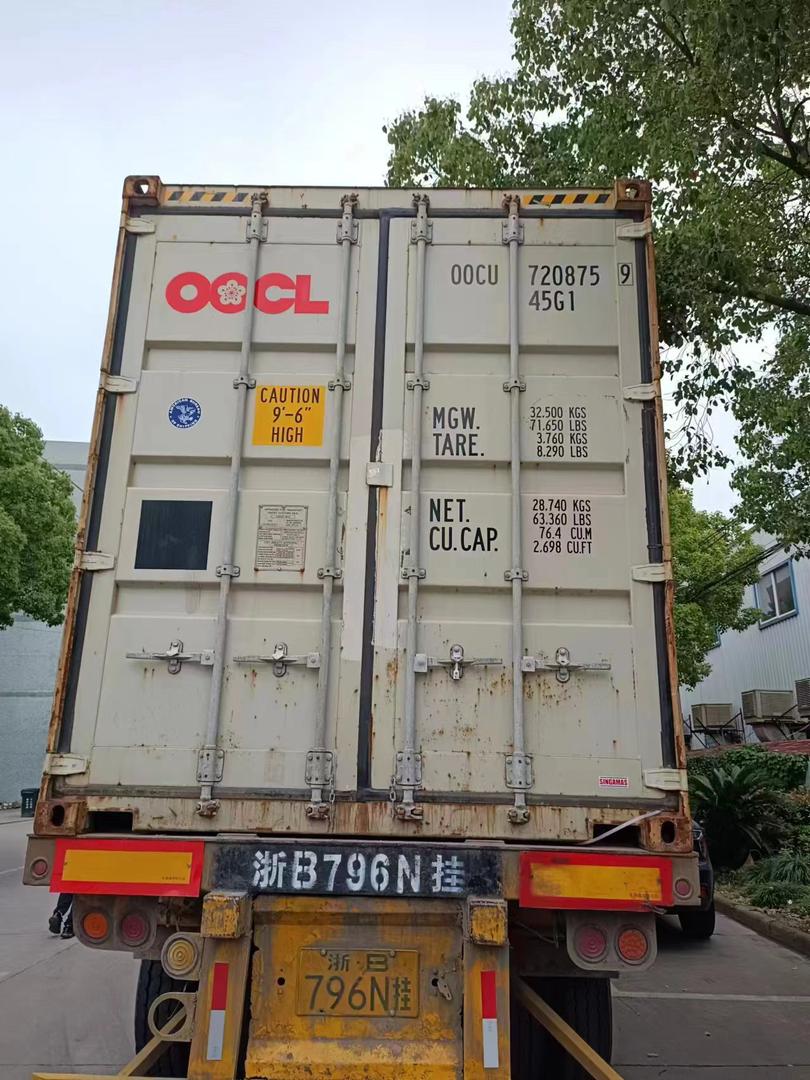 OOCL
OOCU 720875 9
45G1
CAUTION
9'-6"
HIGH
MGW. 32.500 KGS
71.650 LBS
TARE. 3.760 KGS
8.290 LBS
NET. 28.740 KGS
63.360 LBS
CU.CAP. 76.4 CU.M
2.698 CU.FT
SINGAMAS
浙B796N挂
浙·B
796N挂